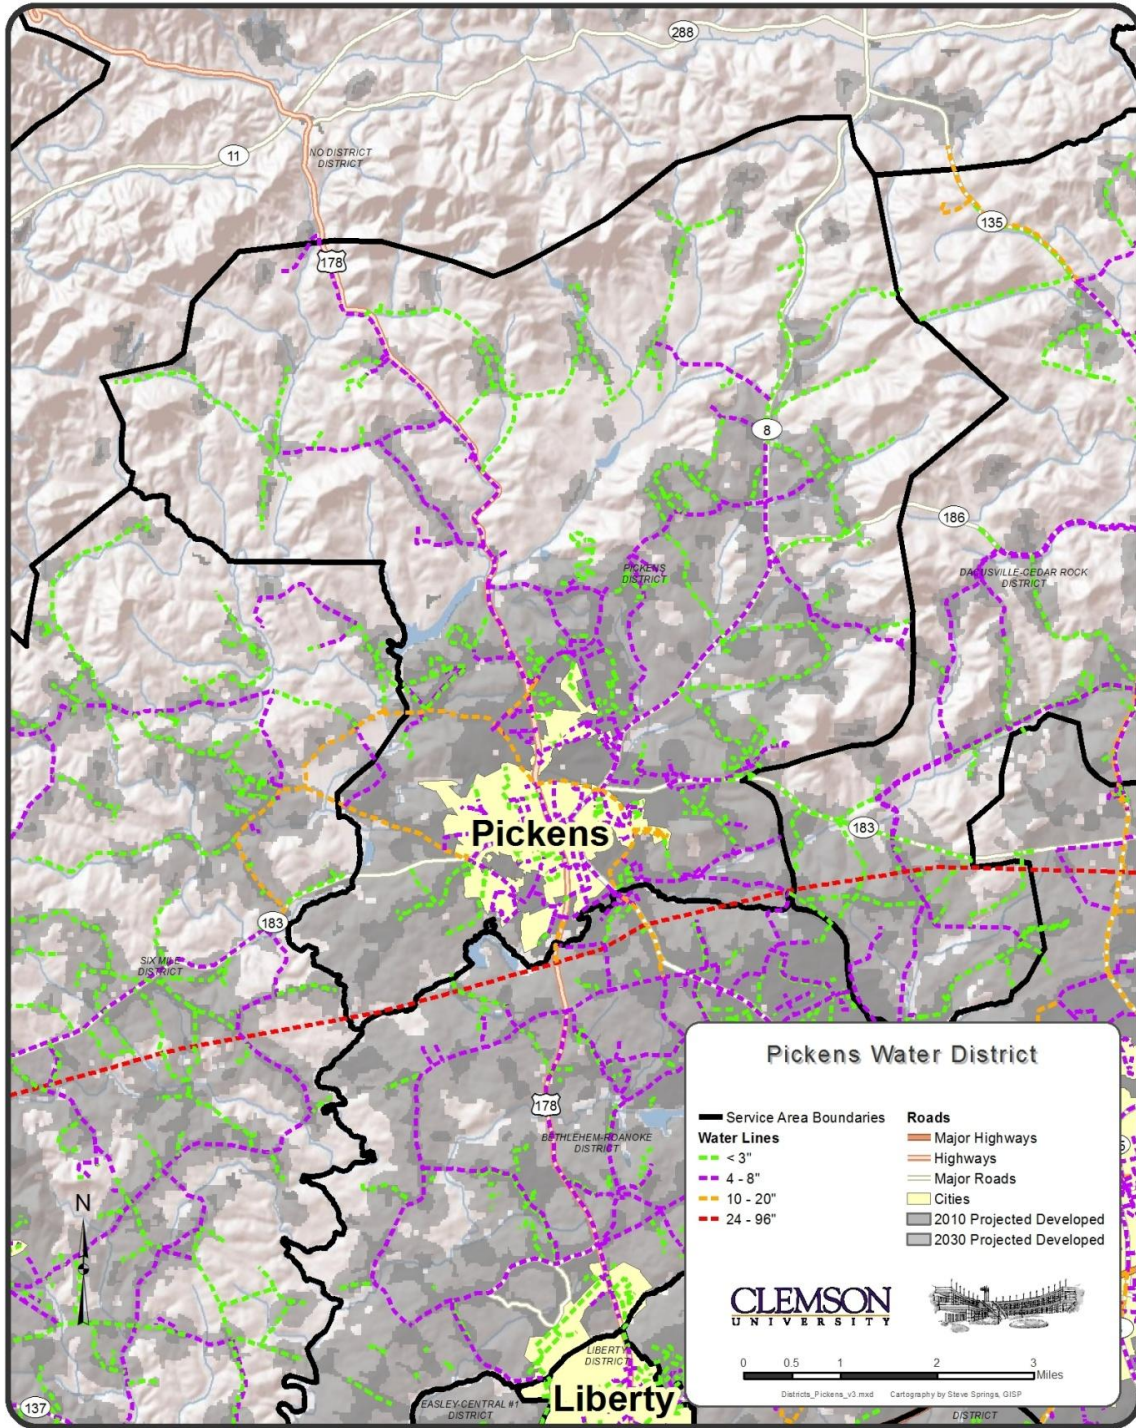 288
11
NO DISTRICT
DISTRICT
135
178
8
186
PICKENS
DISTRICT
DACUSVILLE-CEDAR ROCK
DISTRICT
Pickens
183
183
SIX MILE
DISTRICT
178
BETHLEHEM-ROANOKE
DISTRICT
N
LIBERTY
DISTRICT
Liberty
EASLEY-CENTRAL #1
DISTRICT
137
Pickens Water District
Service Area Boundaries
Water Lines
< 3"
4 - 8"
10 - 20"
24 - 96"
Roads
Major Highways
Highways
Major Roads
Cities
2010 Projected Developed
2030 Projected Developed
CLEMSON
UNIVERSITY
0 0.5 1 2 3
Miles
Districts_Pickens_v3.mxd Cartography by Steve Springs, GISP
DISTRICT